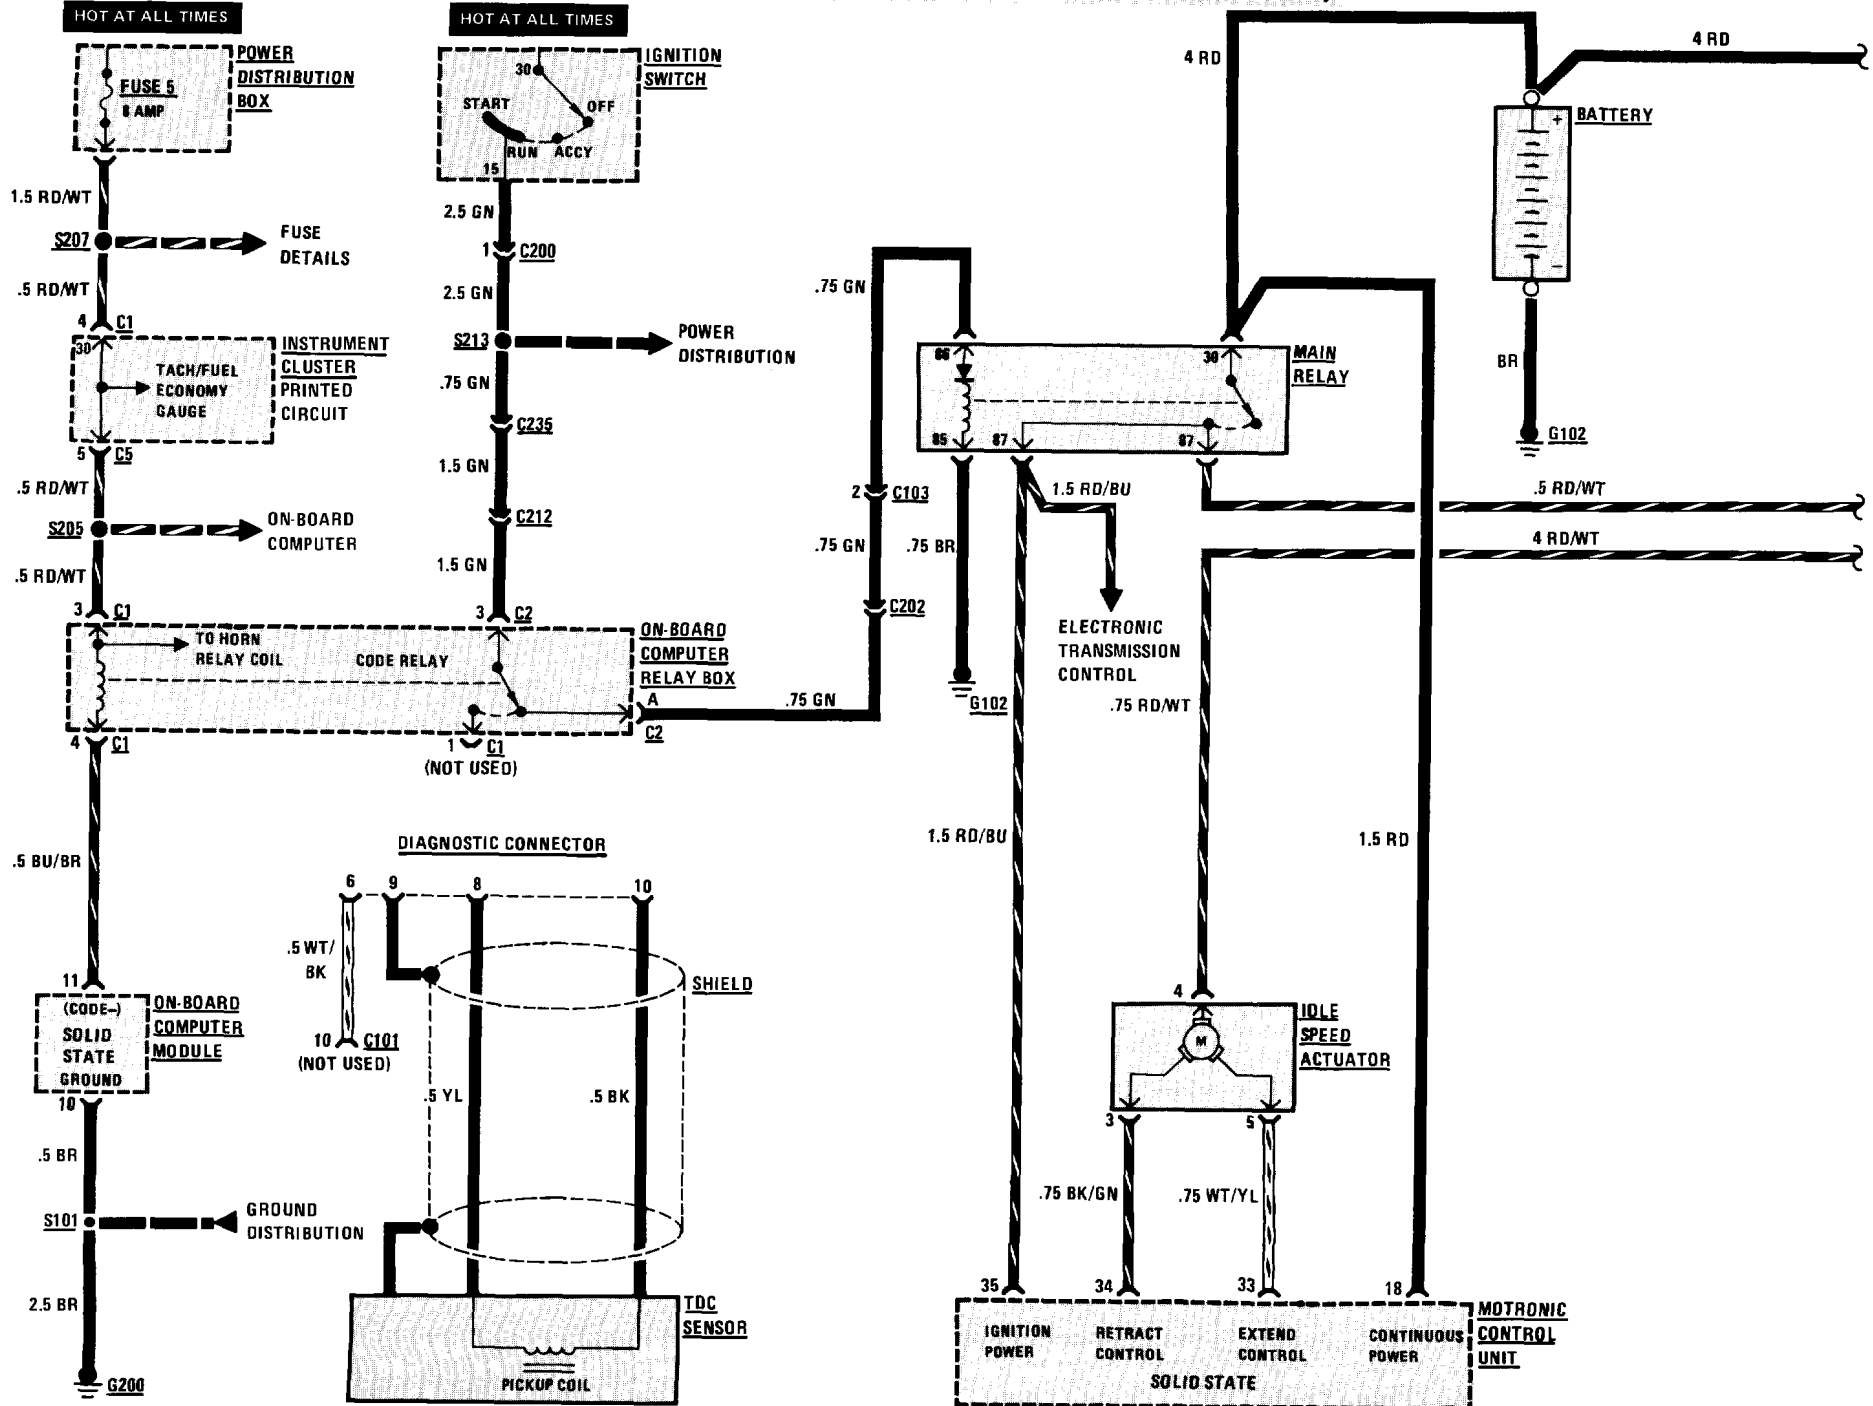 HOT AT ALL TIMES
POWER
DISTRIBUTION
BOX
FUSE 5
8 AMP
1.5 RD/WT
S207
FUSE
DETAILS
.5 RD/WT
4 C1
30
INSTRUMENT
CLUSTER
PRINTED
CIRCUIT
TACH/FUEL
ECONOMY
GAUGE
5 C5
.5 RD/WT
S205
ON-BOARD
COMPUTER
.5 RD/WT
3 C1
HOT AT ALL TIMES
IGNITION
SWITCH
30
START
OFF
RUN ACCY
15
2.5 GN
1 C200
2.5 GN
S213
POWER
DISTRIBUTION
.75 GN
C235
1.5 GN
C212
1.5 GN
3 C2
TO HORN
RELAY COIL
CODE RELAY
ON-BOARD
COMPUTER
RELAY BOX
A
C2
.75 GN
4 C1
1 C1
(NOT USED)
.5 BU/BR
11
(CODE-)
SOLID
STATE
GROUND
ON-BOARD
COMPUTER
MODULE
10
.5 BR
S101
GROUND
DISTRIBUTION
2.5 BR
G200
DIAGNOSTIC CONNECTOR
6 9 8 10
.5 WT/
BK
SHIELD
10 C101
(NOT USED)
.5 YL
.5 BK
TDC
SENSOR
PICKUP COIL
4 RD
4 RD
BATTERY
+
−
BR
G102
.75 GN
2 C103
.75 GN
C202
86
30
MAIN
RELAY
85 87 87
.75 BR
G102
1.5 RD/BU
ELECTRONIC
TRANSMISSION
CONTROL
.5 RD/WT
4 RD/WT
.75 RD/WT
1.5 RD/BU
1.5 RD
4
M
IDLE
SPEED
ACTUATOR
3 5
.75 BK/GN
.75 WT/YL
35 34 33 18
IGNITION
POWER
RETRACT
CONTROL
EXTEND
CONTROL
CONTINUOUS
POWER
SOLID STATE
MOTRONIC
CONTROL
UNIT